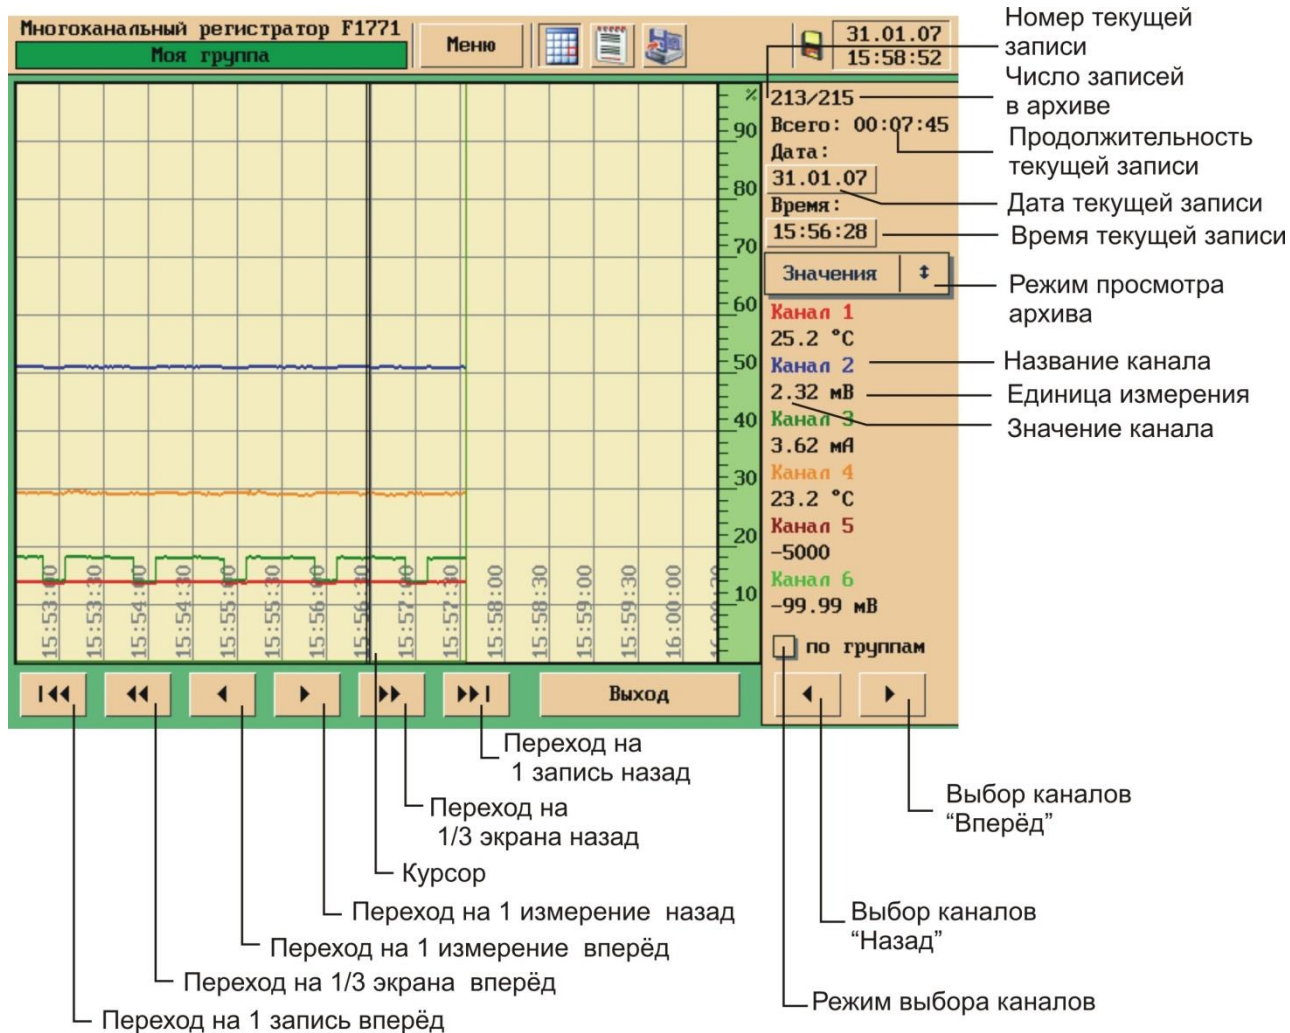 Многоканальный регистратор F1771
Моя группа
Меню
31.01.07
15:58:52
Номер текущей
записи
Число записей
в архиве
Продолжительность
текущей записи
Дата текущей записи
Время текущей записи
Режим просмотра
архива
Название канала
Единица измерения
Значение канала
213/215
Всего: 00:07:45
Дата:
31.01.07
Время:
15:56:28
Значения
Канал 1
25.2 °C
Канал 2
2.32 мВ
Канал 3
3.62 мА
Канал 4
23.2 °C
Канал 5
-5000
Канал 6
-99.99 мВ
по группам
%
90
80
70
60
50
40
30
20
10
15:53:00
15:53:30
15:54:00
15:54:30
15:55:00
15:55:30
15:56:00
15:56:30
15:57:00
15:57:30
15:58:00
15:58:30
15:59:00
15:59:30
16:00:00
Выход
Переход на
1 запись назад
Переход на
1/3 экрана назад
Курсор
Переход на 1 измерение назад
Переход на 1 измерение вперёд
Переход на 1/3 экрана вперёд
Переход на 1 запись вперёд
Выбор каналов
“Вперёд”
Выбор каналов
“Назад”
Режим выбора каналов